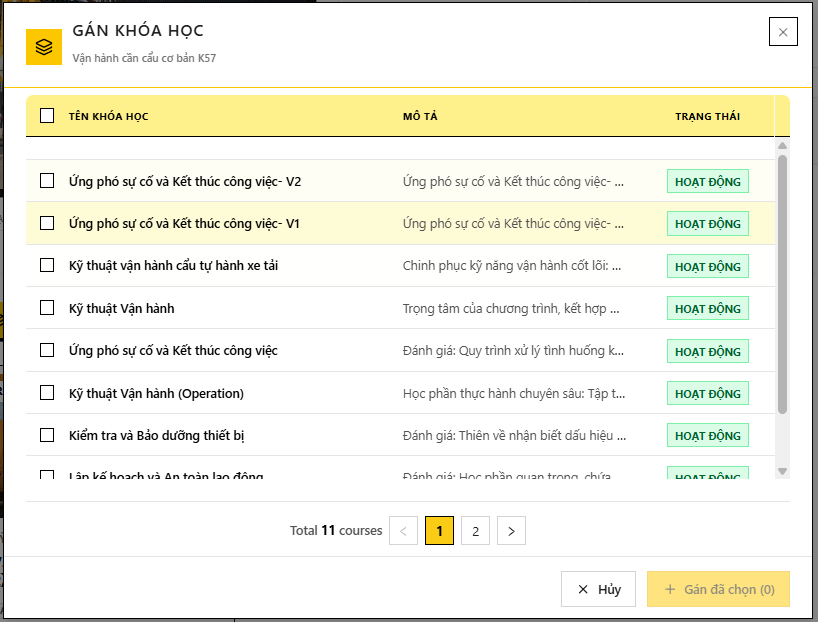 GÁN KHÓA HỌC
Vận hành cần cẩu cơ bản K57
TÊN KHÓA HỌC MÔ TẢ TRẠNG THÁI
Ứng phó sự cố và Kết thúc công việc- V2 Ứng phó sự cố và Kết thúc công việc- ... HOẠT ĐỘNG
Ứng phó sự cố và Kết thúc công việc- V1 Ứng phó sự cố và Kết thúc công việc- ... HOẠT ĐỘNG
Kỹ thuật vận hành cẩu tự hành xe tải Chinh phục kỹ năng vận hành cốt lõi: ... HOẠT ĐỘNG
Kỹ thuật Vận hành Trọng tâm của chương trình, kết hợp ... HOẠT ĐỘNG
Ứng phó sự cố và Kết thúc công việc Đánh giá: Quy trình xử lý tình huống k... HOẠT ĐỘNG
Kỹ thuật Vận hành (Operation) Học phần thực hành chuyên sâu: Tập t... HOẠT ĐỘNG
Kiểm tra và Bảo dưỡng thiết bị Đánh giá: Thiên về nhận biết dấu hiệu ... HOẠT ĐỘNG
Lập kế hoạch và An toàn lao động Đánh giá: Học phần quan trọng, chứa... HOẠT ĐỘNG
Total 11 courses < 1 2 >
Hủy + Gán đã chọn (0)